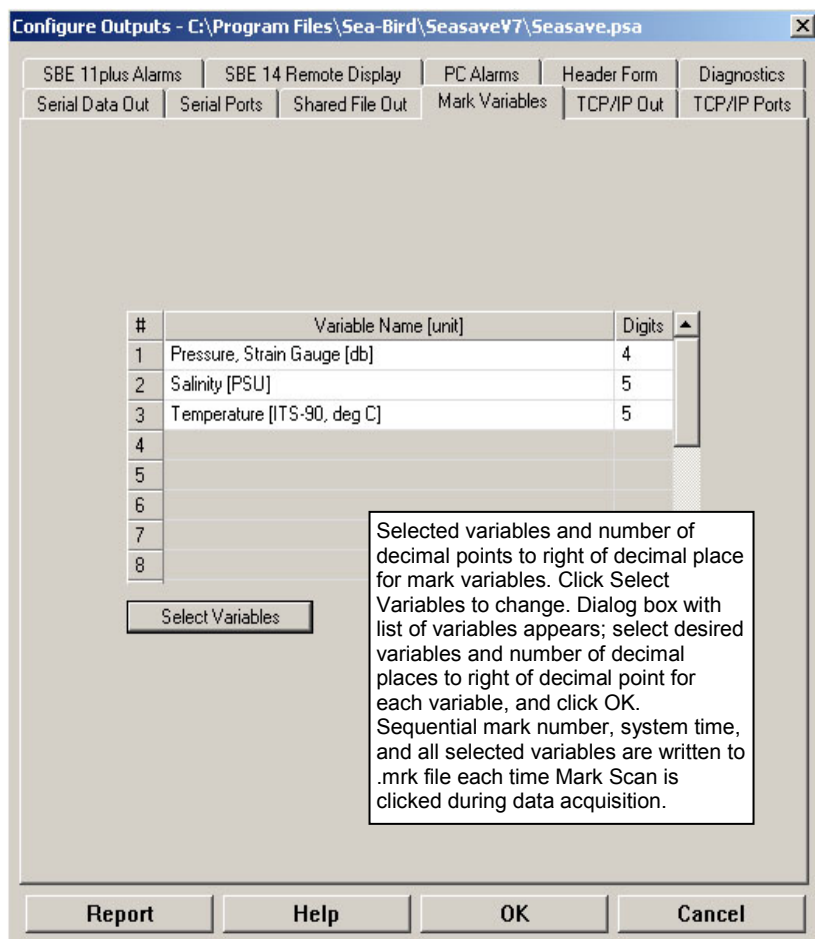 Configure Outputs - C:\Program Files\Sea-Bird\SeasaveV7\Seasave.psa
SBE 11plus Alarms SBE 14 Remote Display PC Alarms Header Form Diagnostics
Serial Data Out Serial Ports Shared File Out Mark Variables TCP/IP Out TCP/IP Ports
# Variable Name [unit] Digits
1 Pressure, Strain Gauge [db] 4
2 Salinity [PSU] 5
3 Temperature [ITS-90, deg C] 5
4
5
6
7
8
Select Variables
Selected variables and number of
decimal points to right of decimal place
for mark variables. Click Select
Variables to change. Dialog box with
list of variables appears; select desired
variables and number of decimal
places to right of decimal point for
each variable, and click OK.
Sequential mark number, system time,
and all selected variables are written to
.mrk file each time Mark Scan is
clicked during data acquisition.
Report Help OK Cancel